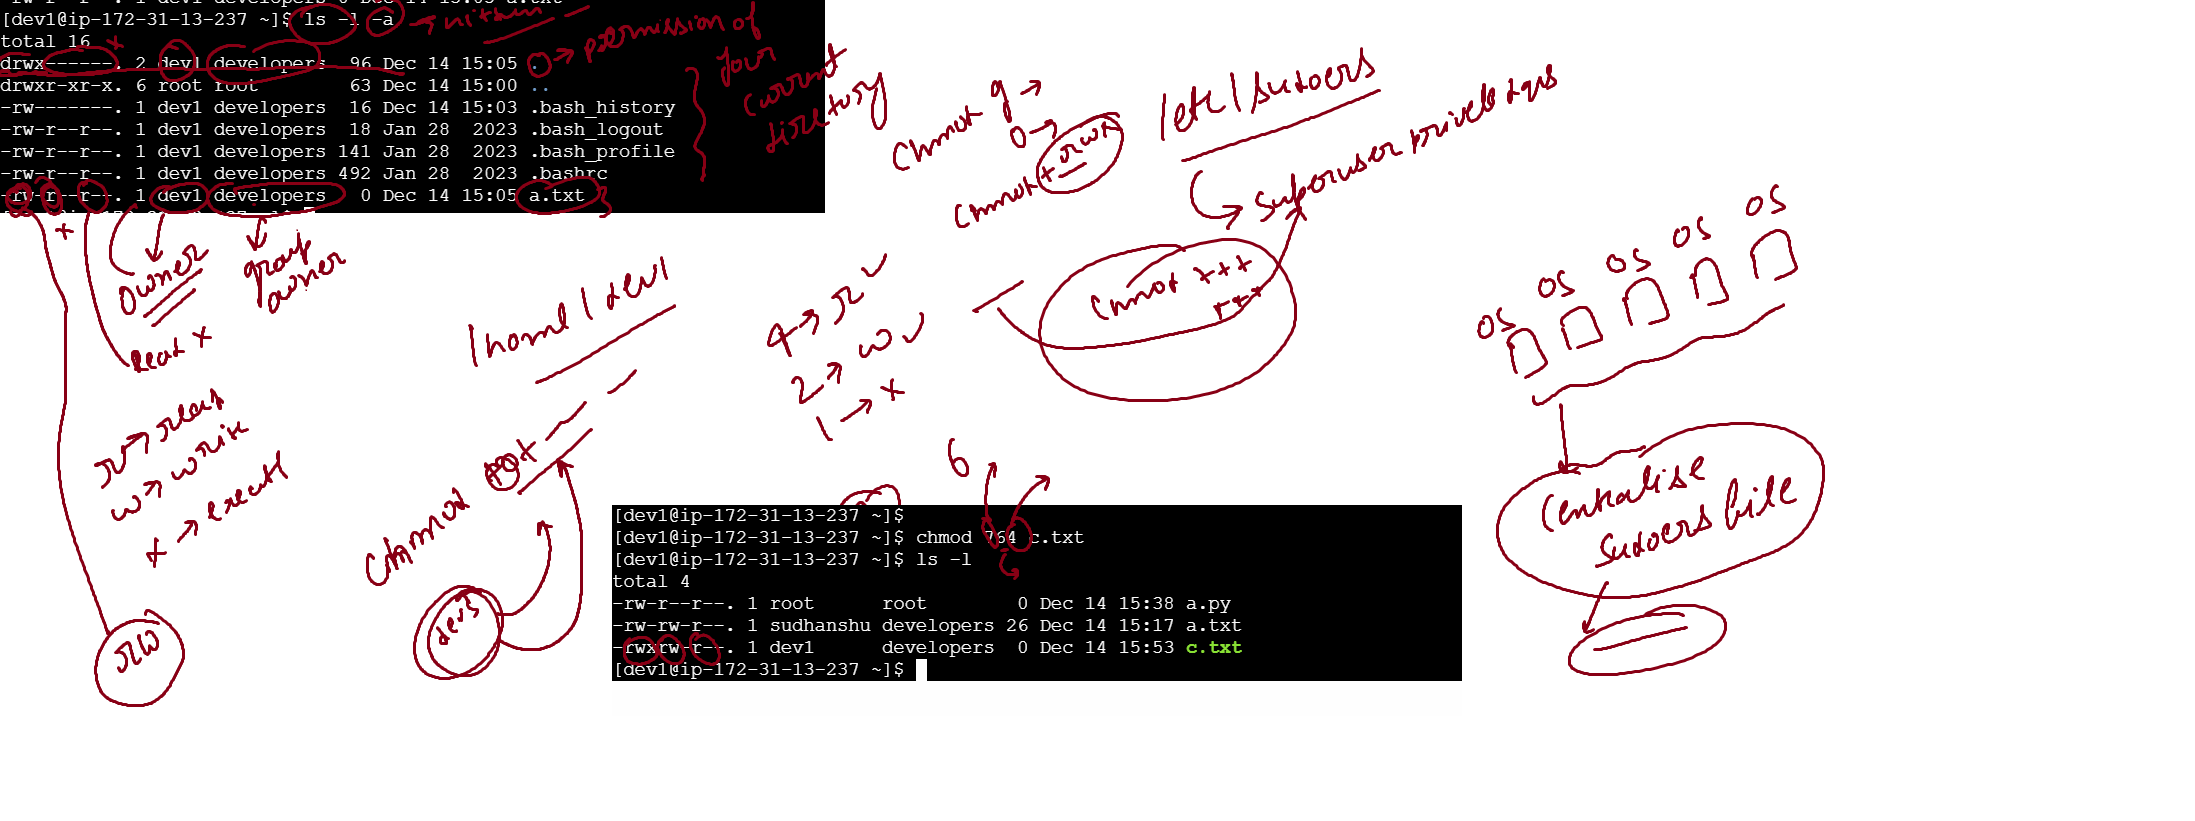 [dev1@ip-172-31-13-237 ~]$ ls -l -a
total 16
drwx------. 2 dev1 developers 96 Dec 14 15:05 .
drwxr-xr-x. 6 root root 63 Dec 14 15:00 ..
-rw-------. 1 dev1 developers 16 Dec 14 15:03 .bash_history
-rw-r--r--. 1 dev1 developers 18 Jan 28 2023 .bash_logout
-rw-r--r--. 1 dev1 developers 141 Jan 28 2023 .bash_profile
-rw-r--r--. 1 dev1 developers 492 Jan 28 2023 .bashrc
-rw-r--r--. 1 dev1 developers 0 Dec 14 15:05 a.txt
→ permission of
your
current
directory
x
owner
group
owner
Read x
r → read
w → write
x → execute
rw
/home/dev1
chmod
dev3
chmod g →
o →
chmod +rwx
/etc/sudoers
superuser
chmod
4 → r
2 → w
1 → x
6
OS
OS
OS
OS
OS
Centralise
sudoers file
[dev1@ip-172-31-13-237 ~]$
[dev1@ip-172-31-13-237 ~]$ chmod 764 c.txt
[dev1@ip-172-31-13-237 ~]$ ls -l
total 4
-rw-r--r--. 1 root root 0 Dec 14 15:38 a.py
-rw-rw-r--. 1 sudhanshu developers 26 Dec 14 15:17 a.txt
-rwxrw-r--. 1 dev1 developers 0 Dec 14 15:53 c.txt
[dev1@ip-172-31-13-237 ~]$